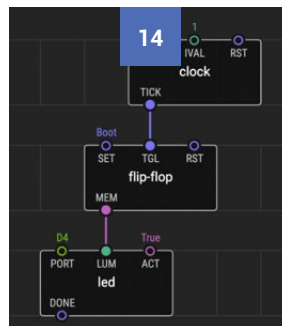 14
1
IVAL RST
clock
TICK
Boot
SET TGL RST
flip-flop
MEM
D4 True
PORT LUM ACT
led
DONE